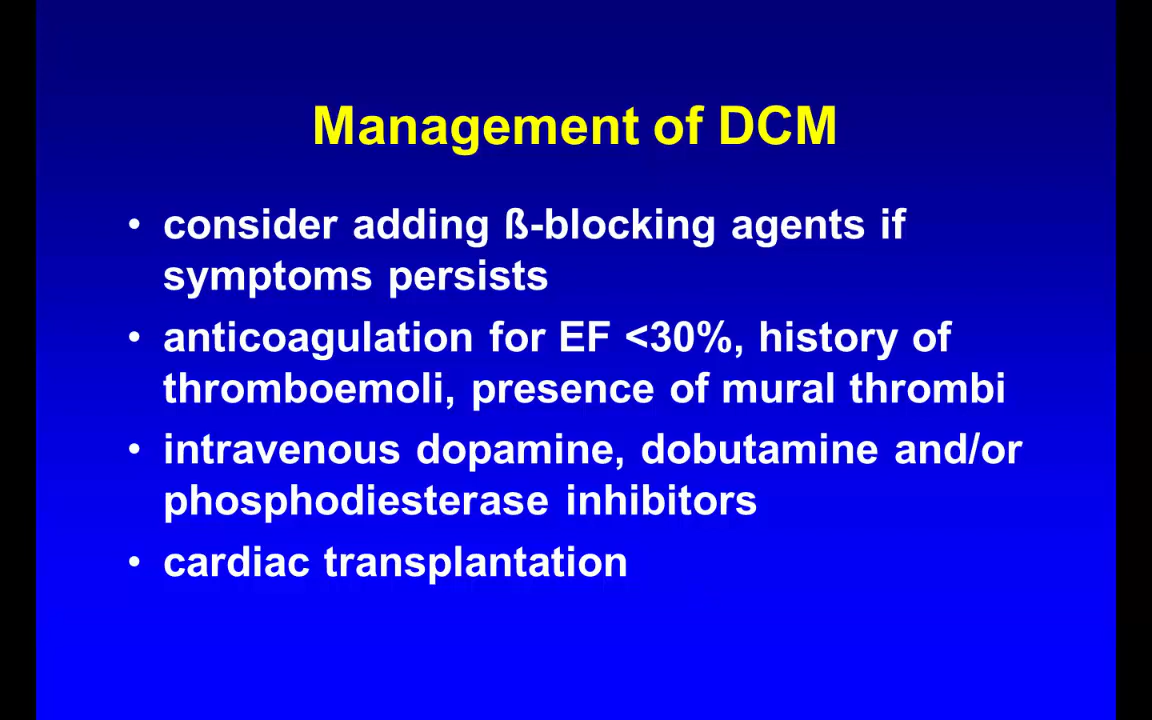 Management of DCM
• consider adding ß-blocking agents if
symptoms persists
• anticoagulation for EF <30%, history of
thromboemoli, presence of mural thrombi
• intravenous dopamine, dobutamine and/or
phosphodiesterase inhibitors
• cardiac transplantation